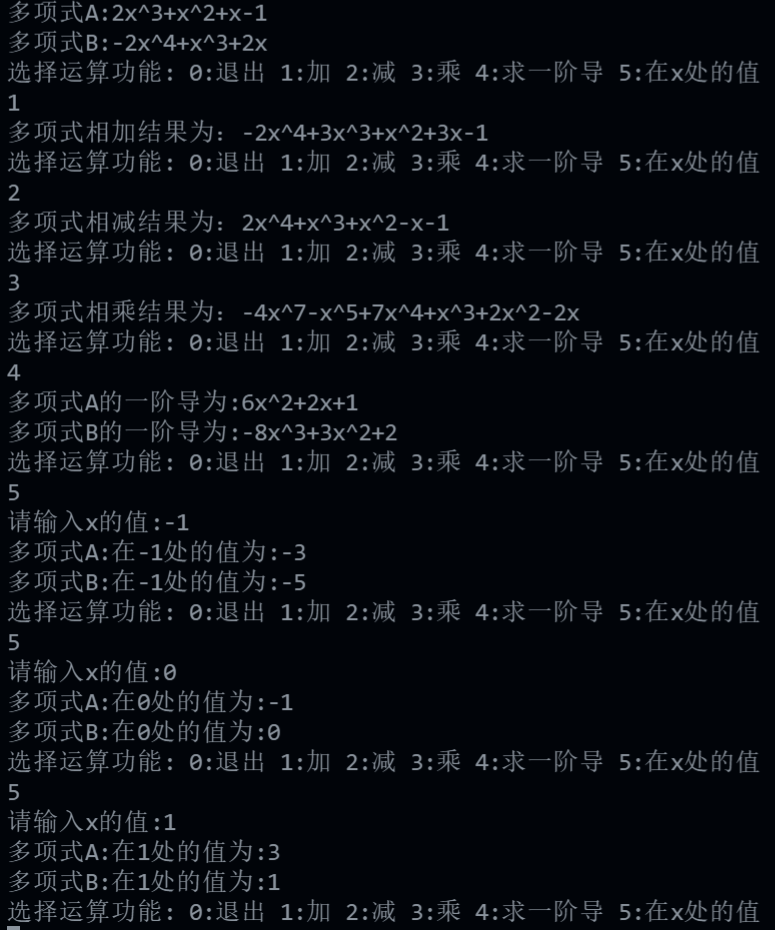 多项式A:2x^3+x^2+x-1
多项式B:-2x^4+x^3+2x
选择运算功能: 0:退出 1:加 2:减 3:乘 4:求一阶导 5:在x处的值
1
多项式相加结果为: -2x^4+3x^3+x^2+3x-1
选择运算功能: 0:退出 1:加 2:减 3:乘 4:求一阶导 5:在x处的值
2
多项式相减结果为: 2x^4+x^3+x^2-x-1
选择运算功能: 0:退出 1:加 2:减 3:乘 4:求一阶导 5:在x处的值
3
多项式相乘结果为: -4x^7-x^5+7x^4+x^3+2x^2-2x
选择运算功能: 0:退出 1:加 2:减 3:乘 4:求一阶导 5:在x处的值
4
多项式A的一阶导为:6x^2+2x+1
多项式B的一阶导为:-8x^3+3x^2+2
选择运算功能: 0:退出 1:加 2:减 3:乘 4:求一阶导 5:在x处的值
5
请输入x的值:-1
多项式A:在-1处的值为:-3
多项式B:在-1处的值为:-5
选择运算功能: 0:退出 1:加 2:减 3:乘 4:求一阶导 5:在x处的值
5
请输入x的值:0
多项式A:在0处的值为:-1
多项式B:在0处的值为:0
选择运算功能: 0:退出 1:加 2:减 3:乘 4:求一阶导 5:在x处的值
5
请输入x的值:1
多项式A:在1处的值为:3
多项式B:在1处的值为:1
选择运算功能: 0:退出 1:加 2:减 3:乘 4:求一阶导 5:在x处的值